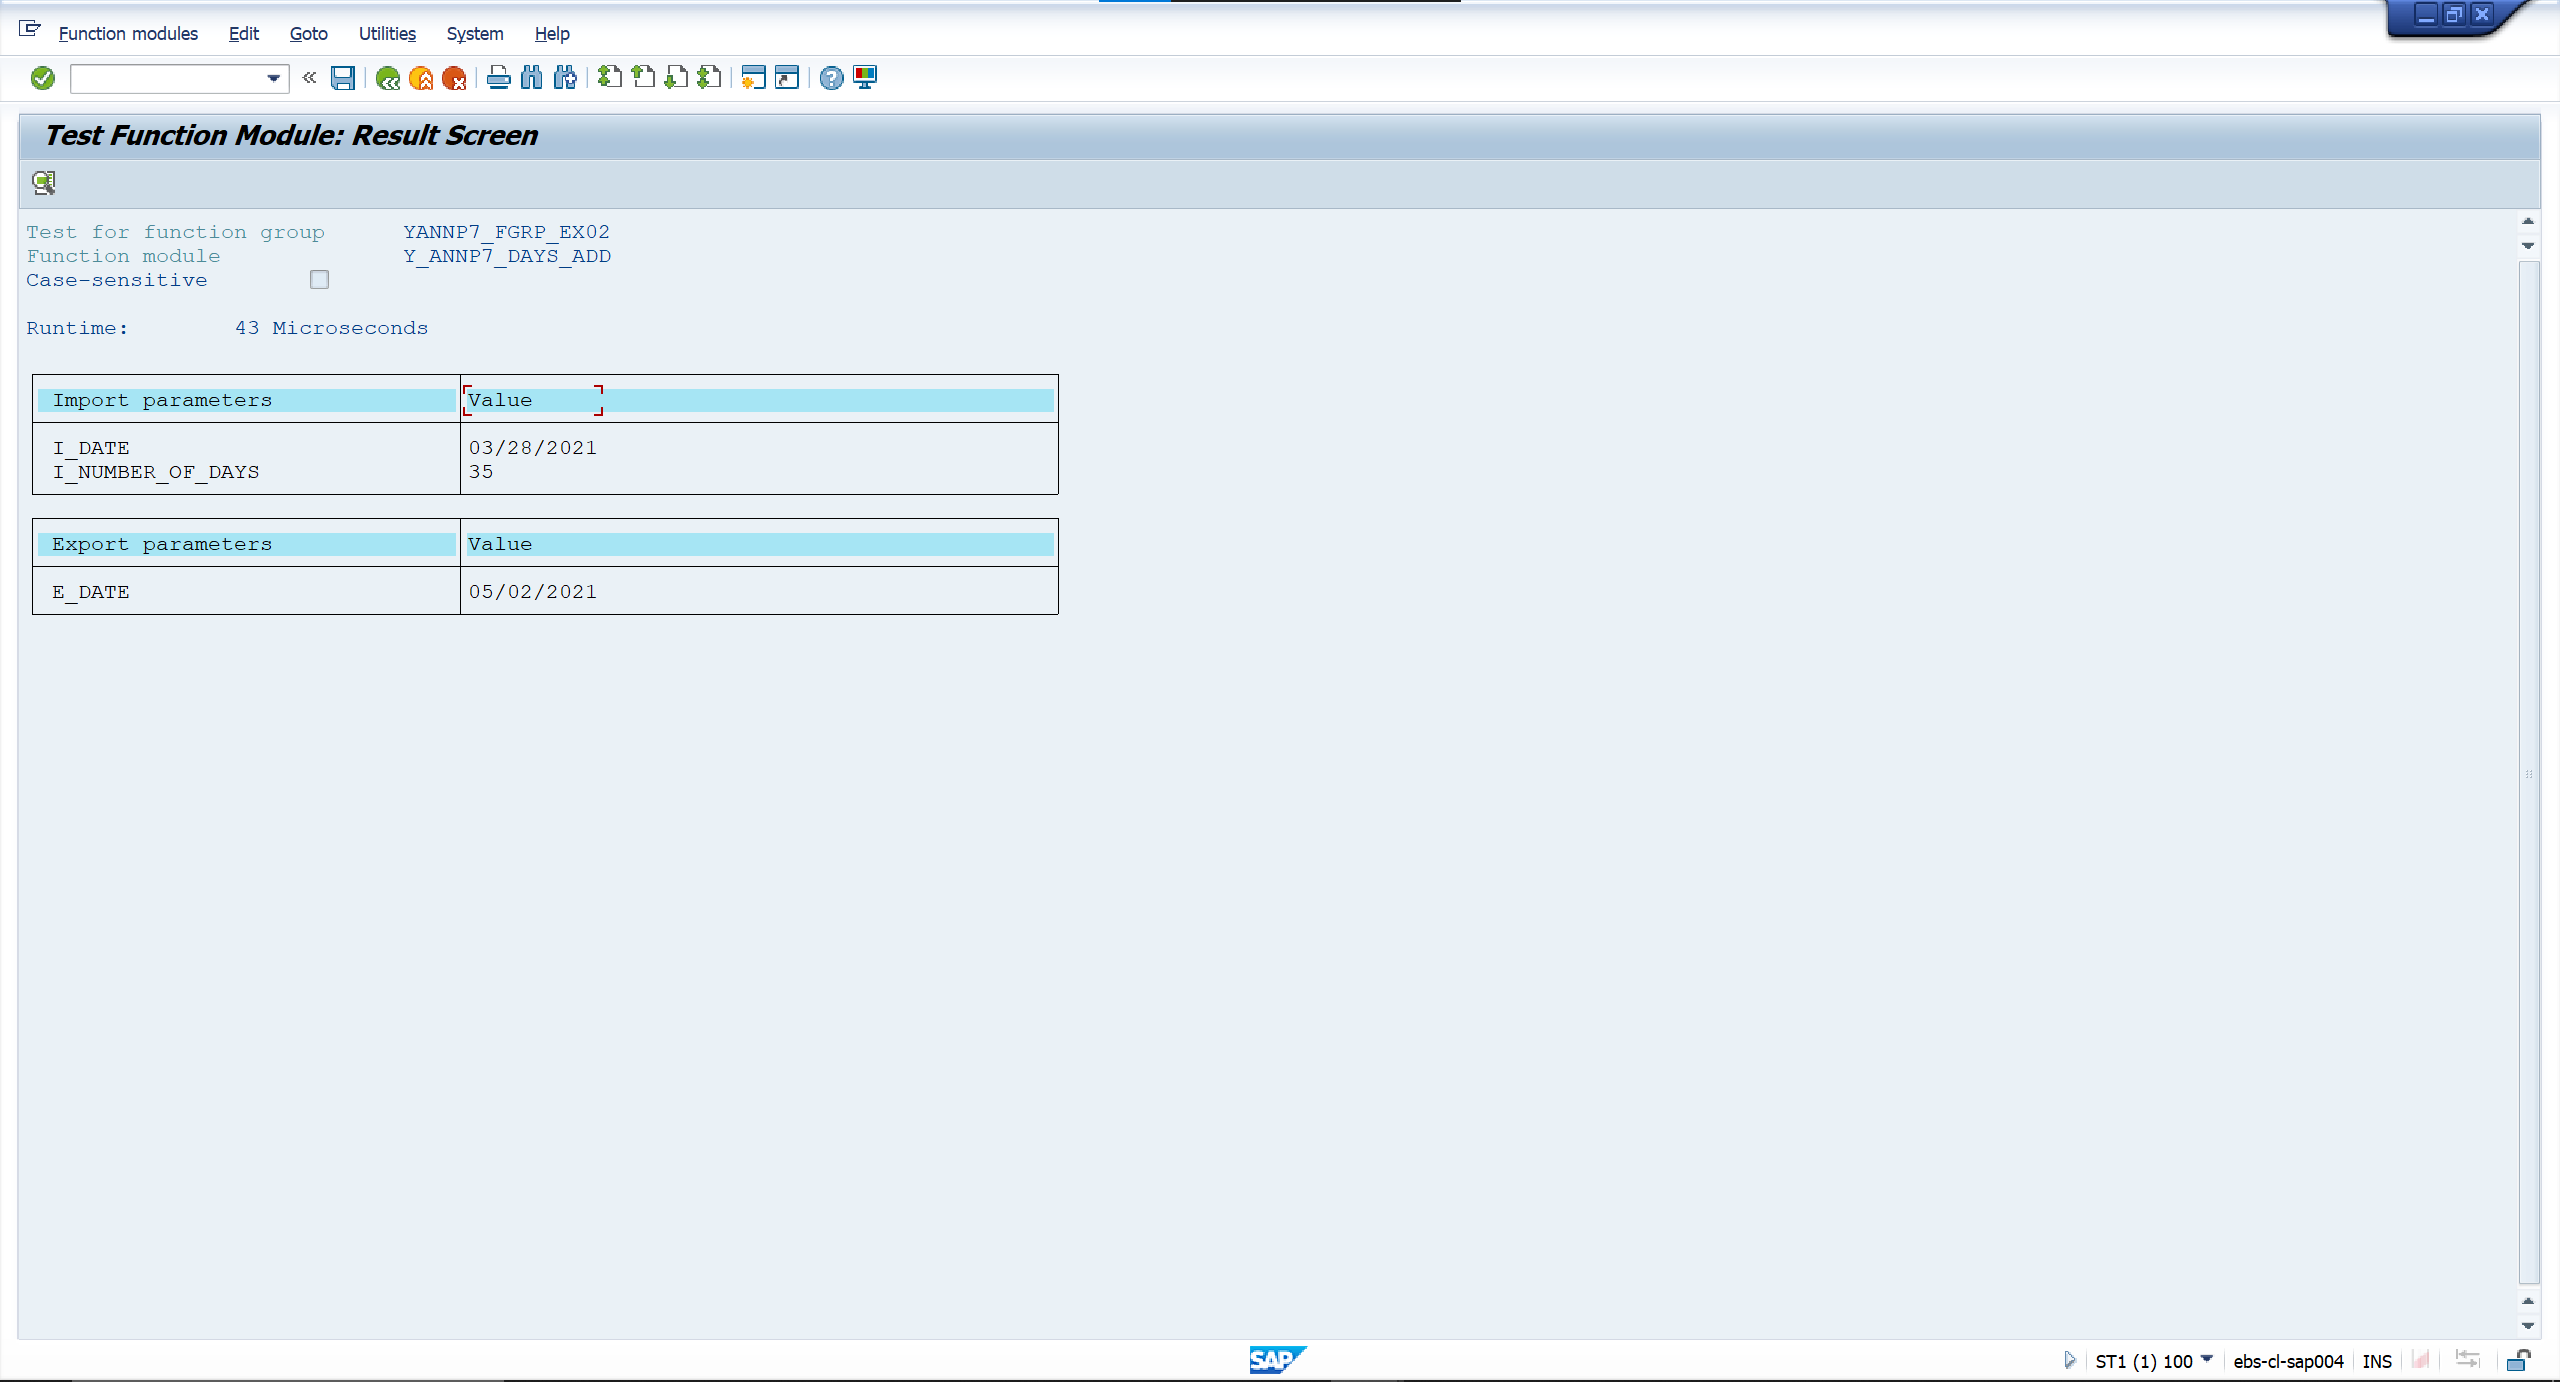 Function modules Edit Goto Utilities System Help
Test Function Module: Result Screen
Test for function group YANNP7_FGRP_EX02
Function module Y_ANNP7_DAYS_ADD
Case-sensitive
Runtime: 43 Microseconds
Import parameters Value
I_DATE 03/28/2021
I_NUMBER_OF_DAYS 35
Export parameters Value
E_DATE 05/02/2021
SAP ST1 (1) 100 ebs-cl-sap004 INS